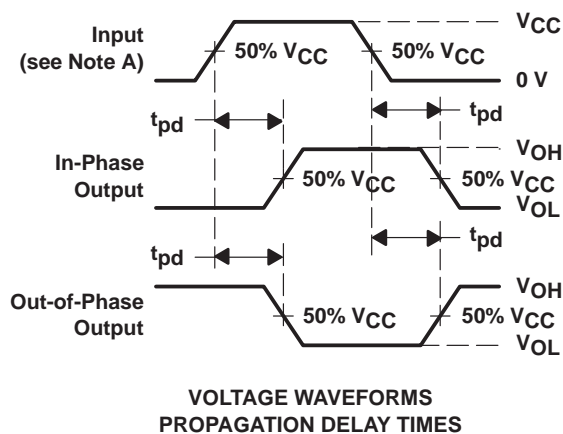 VCC
Input
(see Note A)
50% VCC
50% VCC
0 V
tpd
tpd
VOH
In-Phase
Output
50% VCC
50% VCC
VOL
tpd
tpd
VOH
Out-of-Phase
Output
50% VCC
50% VCC
VOL
VOLTAGE WAVEFORMS
PROPAGATION DELAY TIMES